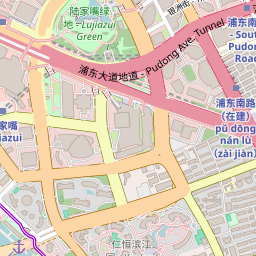 陆家嘴绿
地 - Lujiazui
Green
浦东南
- Sou
Pudo
Road
浦东大道地道 - Pudong Ave. Tunnel
浦东南路
(在建)
pǔ dōng
nán lù
(zài jiàn)
家嘴
iazui
仁恒滨江